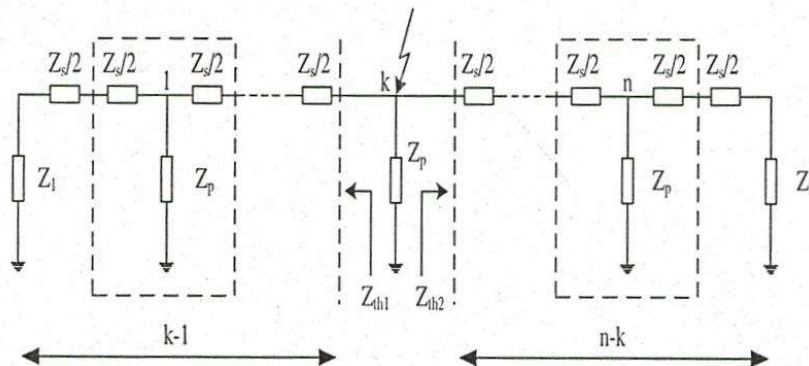 Zs/2 Zs/2 Zs/2 Zs/2 Zs/2 Zs/2 Zs/2 Zs/2
1 k n
Z1 Zp Zp Zp Z
Zth1 Zth2
k-1 n-k